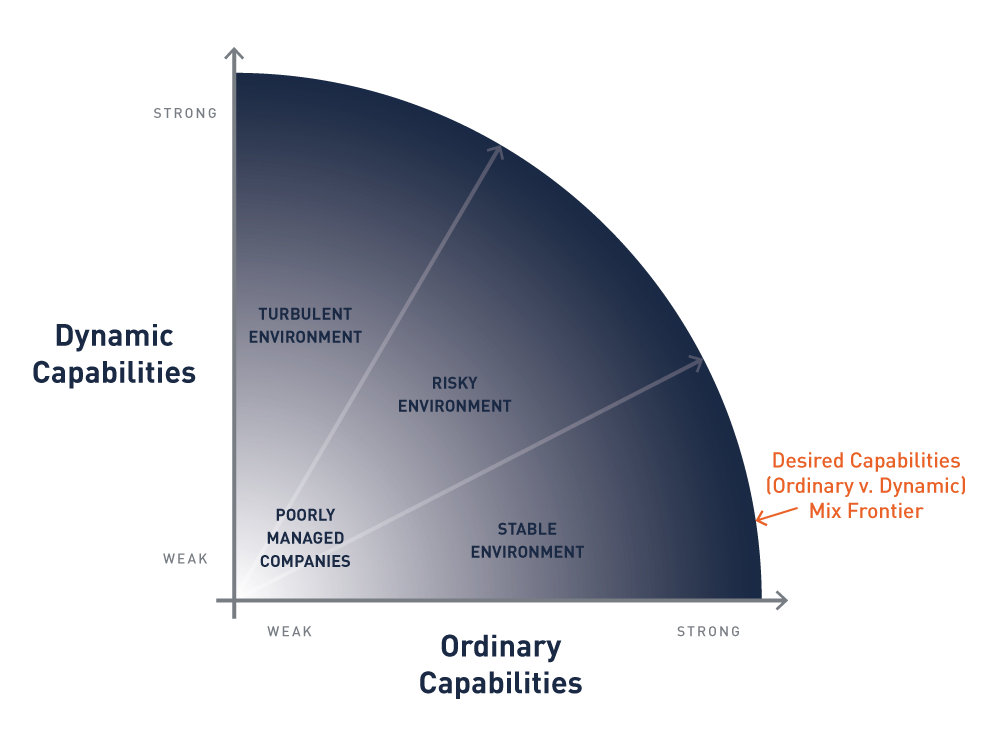 STRONG
TURBULENT
ENVIRONMENT
Dynamic
Capabilities
RISKY
ENVIRONMENT
Desired Capabilities
(Ordinary v. Dynamic)
Mix Frontier
POORLY
MANAGED
COMPANIES
STABLE
ENVIRONMENT
WEAK
WEAK
STRONG
Ordinary
Capabilities